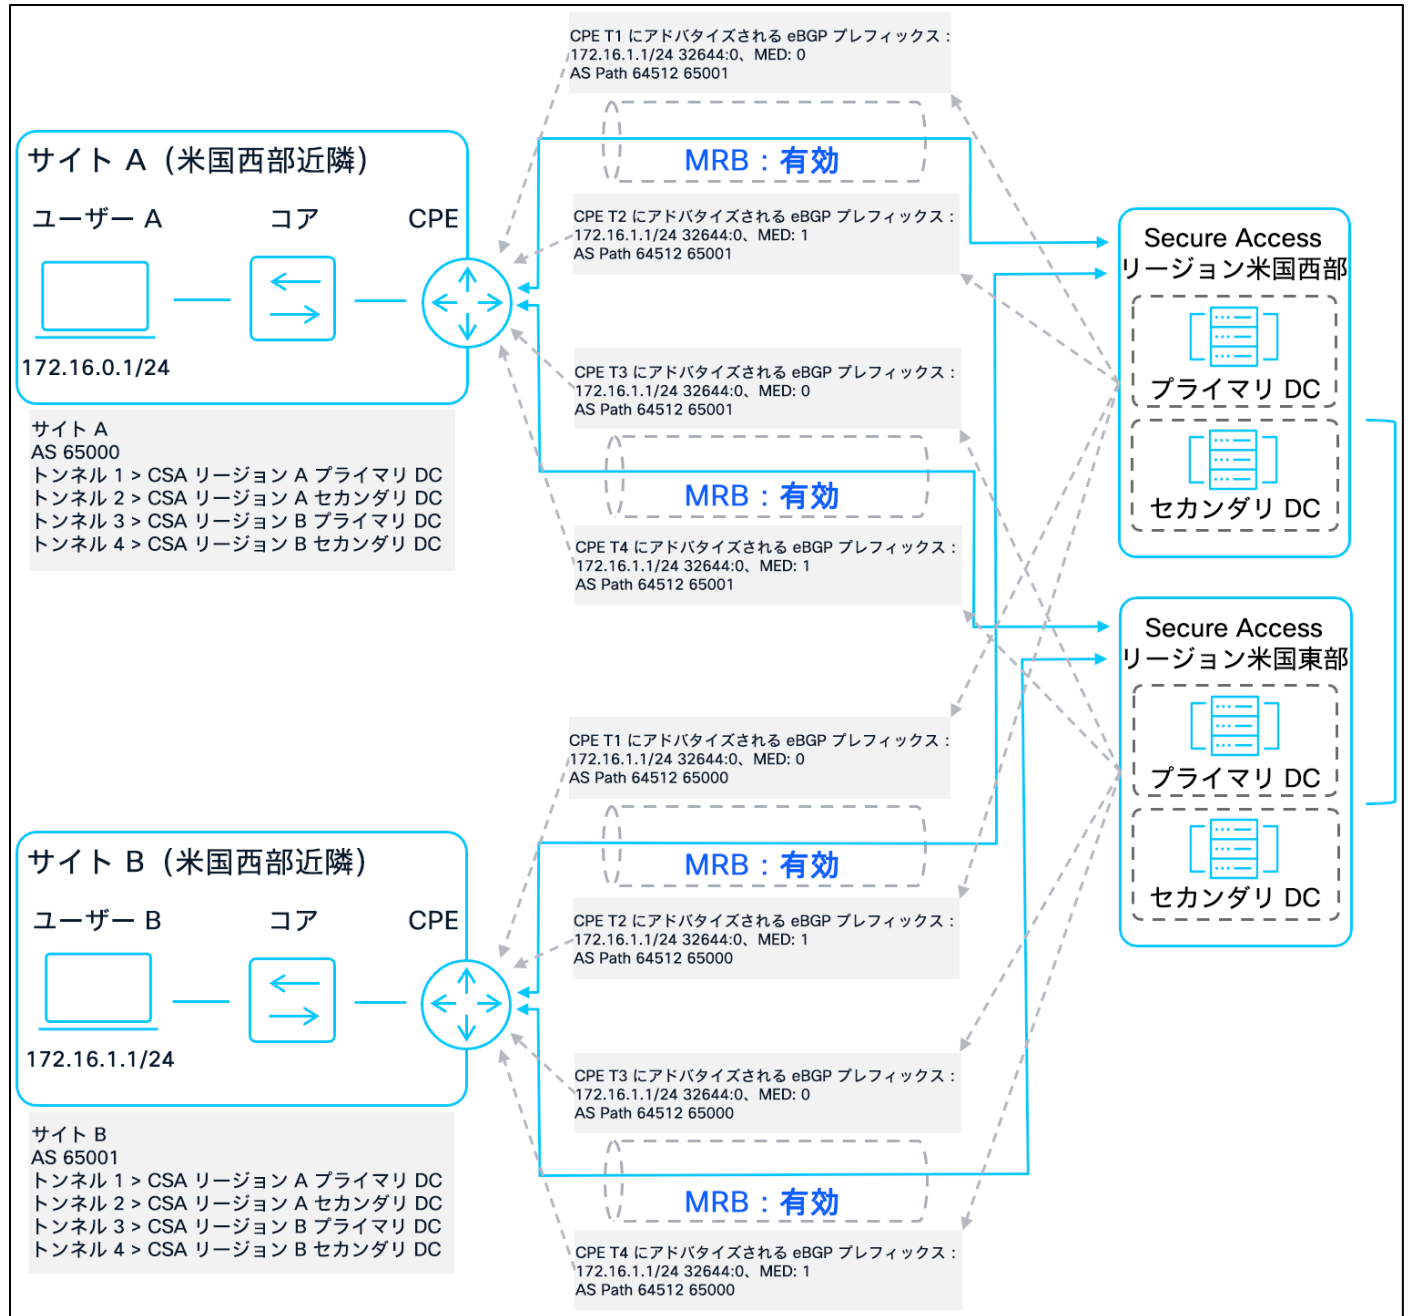 CPE T1 にアドバタイズされる eBGP プレフィックス：
172.16.1.1/24 32644:0、MED: 0
AS Path 64512 65001
MRB：有効
サイト A（米国西部近隣）
ユーザー A
コア
CPE
172.16.0.1/24
サイト A
AS 65000
トンネル 1 > CSA リージョン A プライマリ DC
トンネル 2 > CSA リージョン A セカンダリ DC
トンネル 3 > CSA リージョン B プライマリ DC
トンネル 4 > CSA リージョン B セカンダリ DC
CPE T2 にアドバタイズされる eBGP プレフィックス：
172.16.1.1/24 32644:0、MED: 1
AS Path 64512 65001
CPE T3 にアドバタイズされる eBGP プレフィックス：
172.16.1.1/24 32644:0、MED: 0
AS Path 64512 65001
MRB：有効
CPE T4 にアドバタイズされる eBGP プレフィックス：
172.16.1.1/24 32644:0、MED: 1
AS Path 64512 65001
Secure Access
リージョン米国西部
プライマリ DC
セカンダリ DC
Secure Access
リージョン米国東部
プライマリ DC
セカンダリ DC
CPE T1 にアドバタイズされる eBGP プレフィックス：
172.16.1.1/24 32644:0、MED: 0
AS Path 64512 65000
MRB：有効
サイト B（米国西部近隣）
ユーザー B
コア
CPE
172.16.1.1/24
サイト B
AS 65001
トンネル 1 > CSA リージョン A プライマリ DC
トンネル 2 > CSA リージョン A セカンダリ DC
トンネル 3 > CSA リージョン B プライマリ DC
トンネル 4 > CSA リージョン B セカンダリ DC
CPE T2 にアドバタイズされる eBGP プレフィックス：
172.16.1.1/24 32644:0、MED: 1
AS Path 64512 65000
CPE T3 にアドバタイズされる eBGP プレフィックス：
172.16.1.1/24 32644:0、MED: 0
AS Path 64512 65000
MRB：有効
CPE T4 にアドバタイズされる eBGP プレフィックス：
172.16.1.1/24 32644:0、MED: 1
AS Path 64512 65000